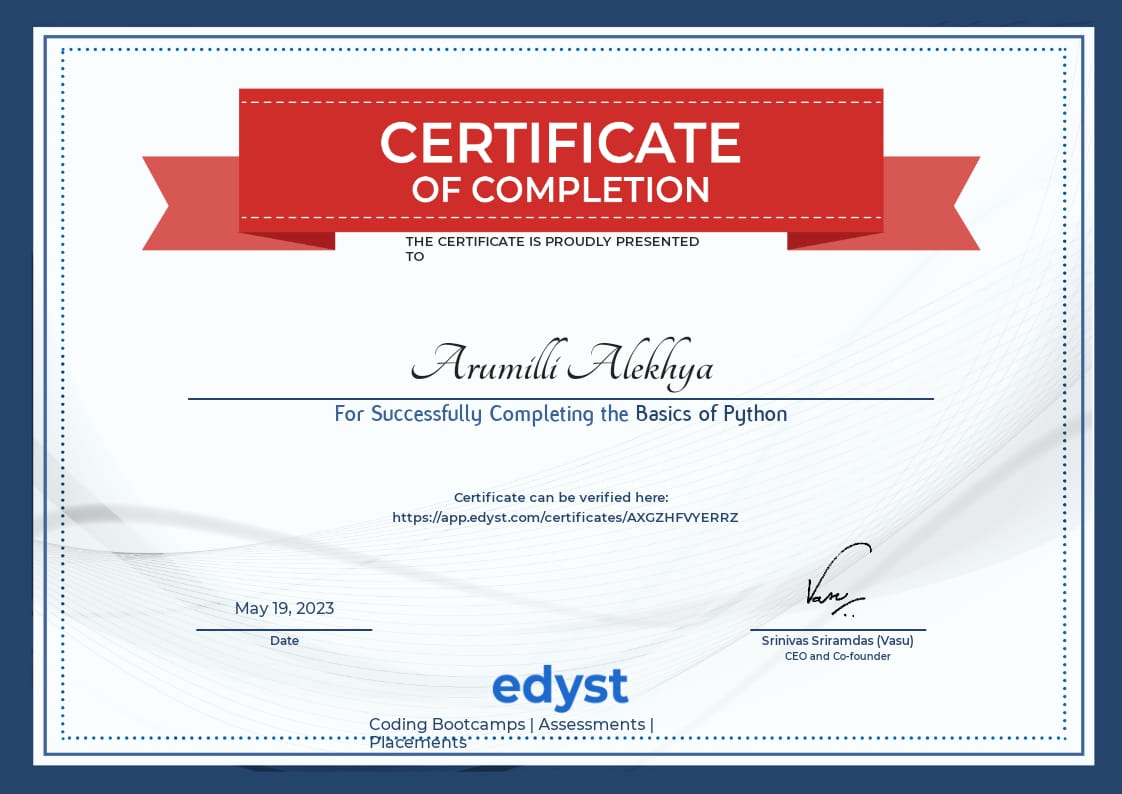 CERTIFICATE
OF COMPLETION
THE CERTIFICATE IS PROUDLY PRESENTED
TO
Arumilli Alekhya
For Successfully Completing the Basics of Python
Certificate can be verified here:
https://app.edyst.com/certificates/AXGZHFVYERRZ
Vasu
May 19, 2023
Date
Srinivas Sriramdas (Vasu)
CEO and Co-founder
edyst
Coding Bootcamps | Assessments |
Placements